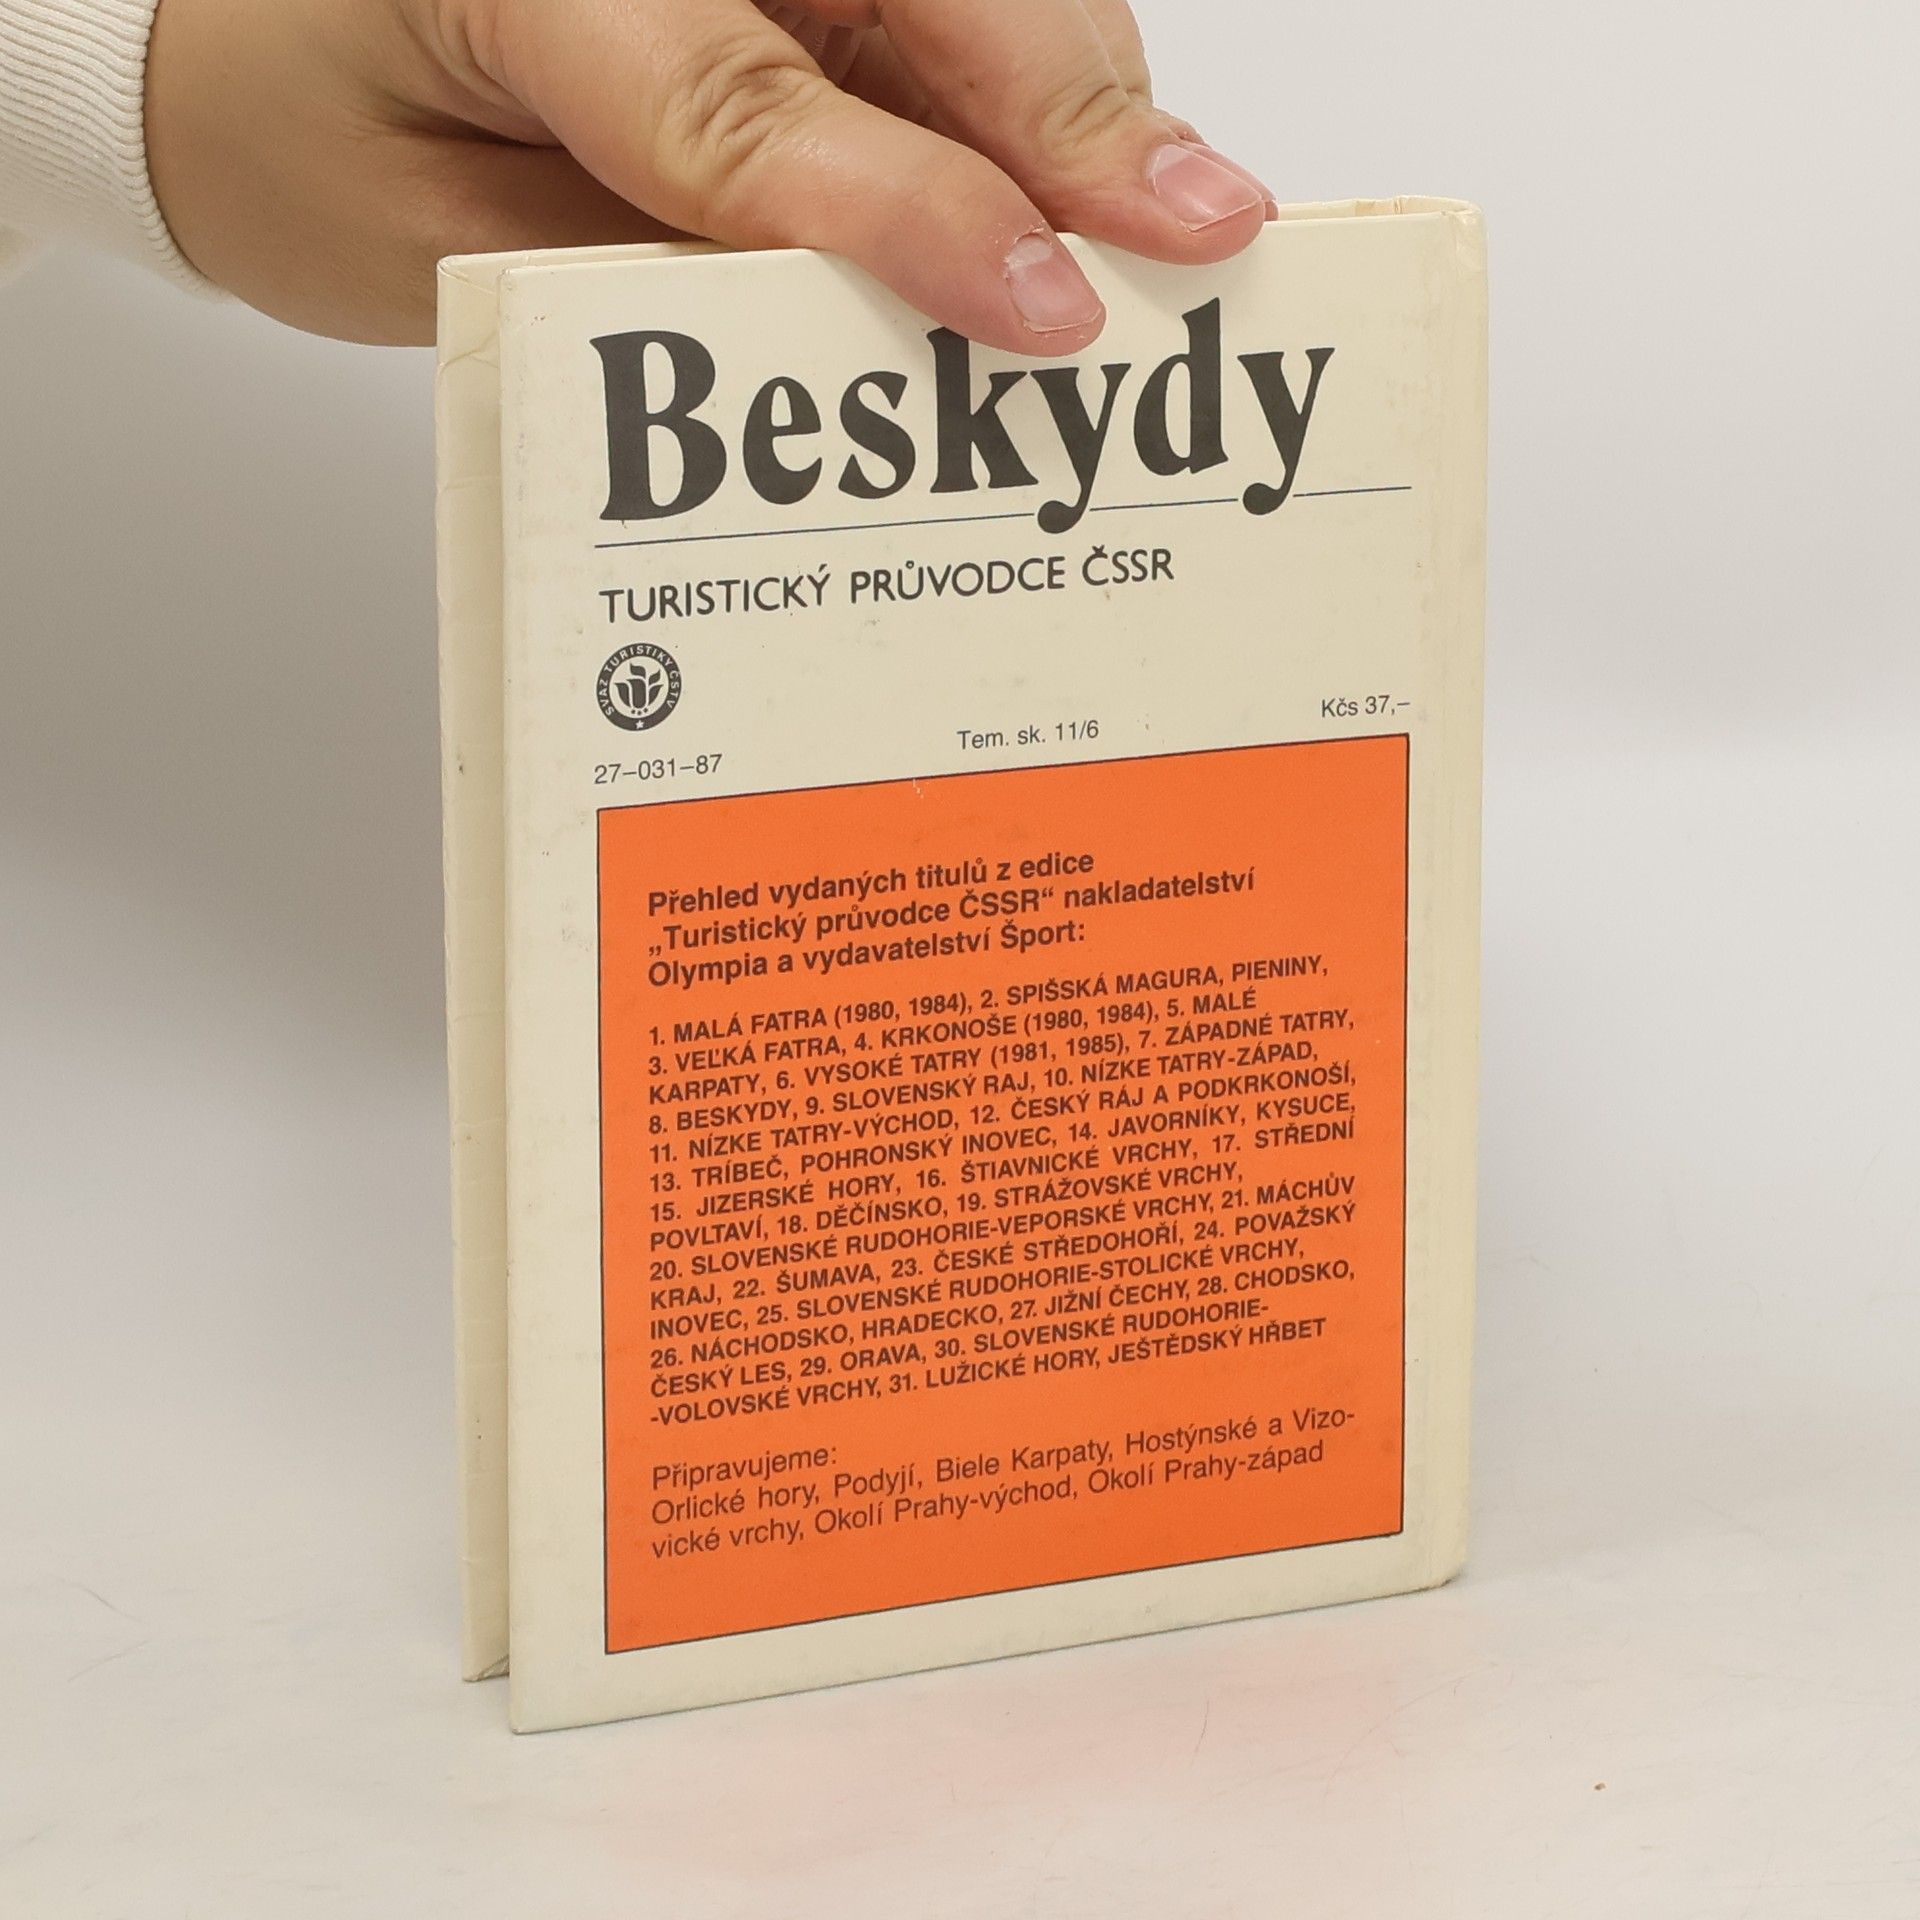 Beskydy
TURISTICKÝ PRŮVODCE ČSSR
SVAZ TURISTIKY ČSTV
27–031–87
Tem. sk. 11/6
Kčs 37,–
Přehled vydaných titulů z edice
„Turistický průvodce ČSSR“ nakladatelství
Olympia a vydavatelství Šport:
1. MALÁ FATRA (1980, 1984), 2. SPIŠSKÁ MAGURA, PIENINY,
3. VEĽKÁ FATRA, 4. KRKONOŠE (1980, 1984), 5. MALÉ
KARPATY, 6. VYSOKÉ TATRY (1981, 1985), 7. ZÁPADNÉ TATRY,
8. BESKYDY, 9. SLOVENSKÝ RAJ, 10. NÍZKE TATRY-ZÁPAD,
11. NÍZKE TATRY-VÝCHOD, 12. ČESKÝ RÁJ A PODKRKONOŠÍ,
13. TRÍBEČ, POHRONSKÝ INOVEC, 14. JAVORNÍKY, KYSUCE,
15. JIZERSKÉ HORY, 16. ŠTIAVNICKÉ VRCHY, 17. STŘEDNÍ
POVLTAVÍ, 18. DĚČÍNSKO, 19. STRÁŽOVSKÉ VRCHY,
20. SLOVENSKÉ RUDOHORIE-VEPORSKÉ VRCHY, 21. MÁCHŮV
KRAJ, 22. ŠUMAVA, 23. ČESKÉ STŘEDOHOŘÍ, 24. POVAŽSKÝ
INOVEC, 25. SLOVENSKÉ RUDOHORIE-STOLICKÉ VRCHY,
26. NÁCHODSKO, HRADECKO, 27. JIŽNÍ ČECHY, 28. CHODSKO,
ČESKÝ LES, 29. ORAVA, 30. SLOVENSKÉ RUDOHORIE-
-VOLOVSKÉ VRCHY, 31. LUŽICKÉ HORY, JEŠTĚDSKÝ HŘBET
Připravujeme:
Orlické hory, Podyjí, Biele Karpaty, Hostýnské a Vizo-
vické vrchy, Okolí Prahy-východ, Okolí Prahy-západ